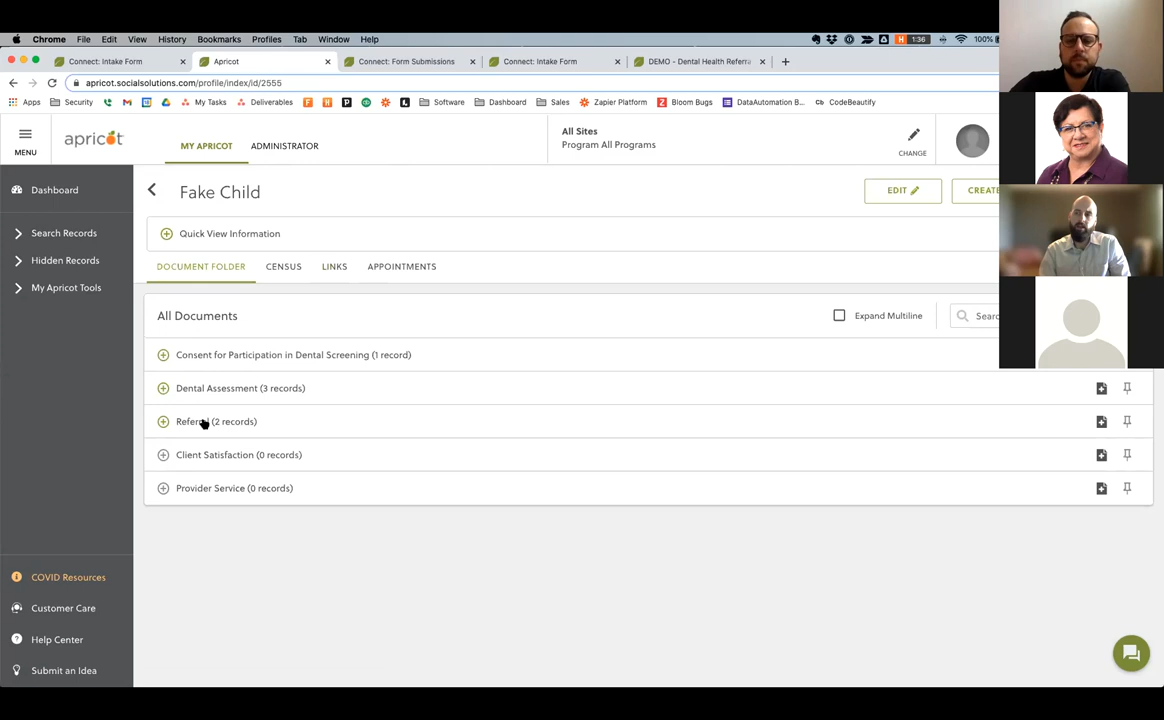 Chrome File Edit View History Bookmarks Profiles Tab Window Help 1:36 100%
Connect: Intake Form Apricot Connect: Form Submissions Connect: Intake Form DEMO - Dental Health Referra
apricot.socialsolutions.com/profile/index/id/2555
Apps Security My Tasks Deliverables Software Dashboard Sales Zapier Platform Bloom Bugs DataAutomation B... CodeBeautify
MENU apricot MY APRICOT ADMINISTRATOR All Sites
Program All Programs CHANGE
Dashboard
Search Records
Hidden Records
My Apricot Tools
COVID Resources
Customer Care
Help Center
Submit an Idea
Fake Child EDIT CREATE
Quick View Information
DOCUMENT FOLDER CENSUS LINKS APPOINTMENTS
All Documents Expand Multiline
Consent for Participation in Dental Screening (1 record)
Dental Assessment (3 records)
(2 records)
Client Satisfaction (0 records)
Provider Service (0 records)